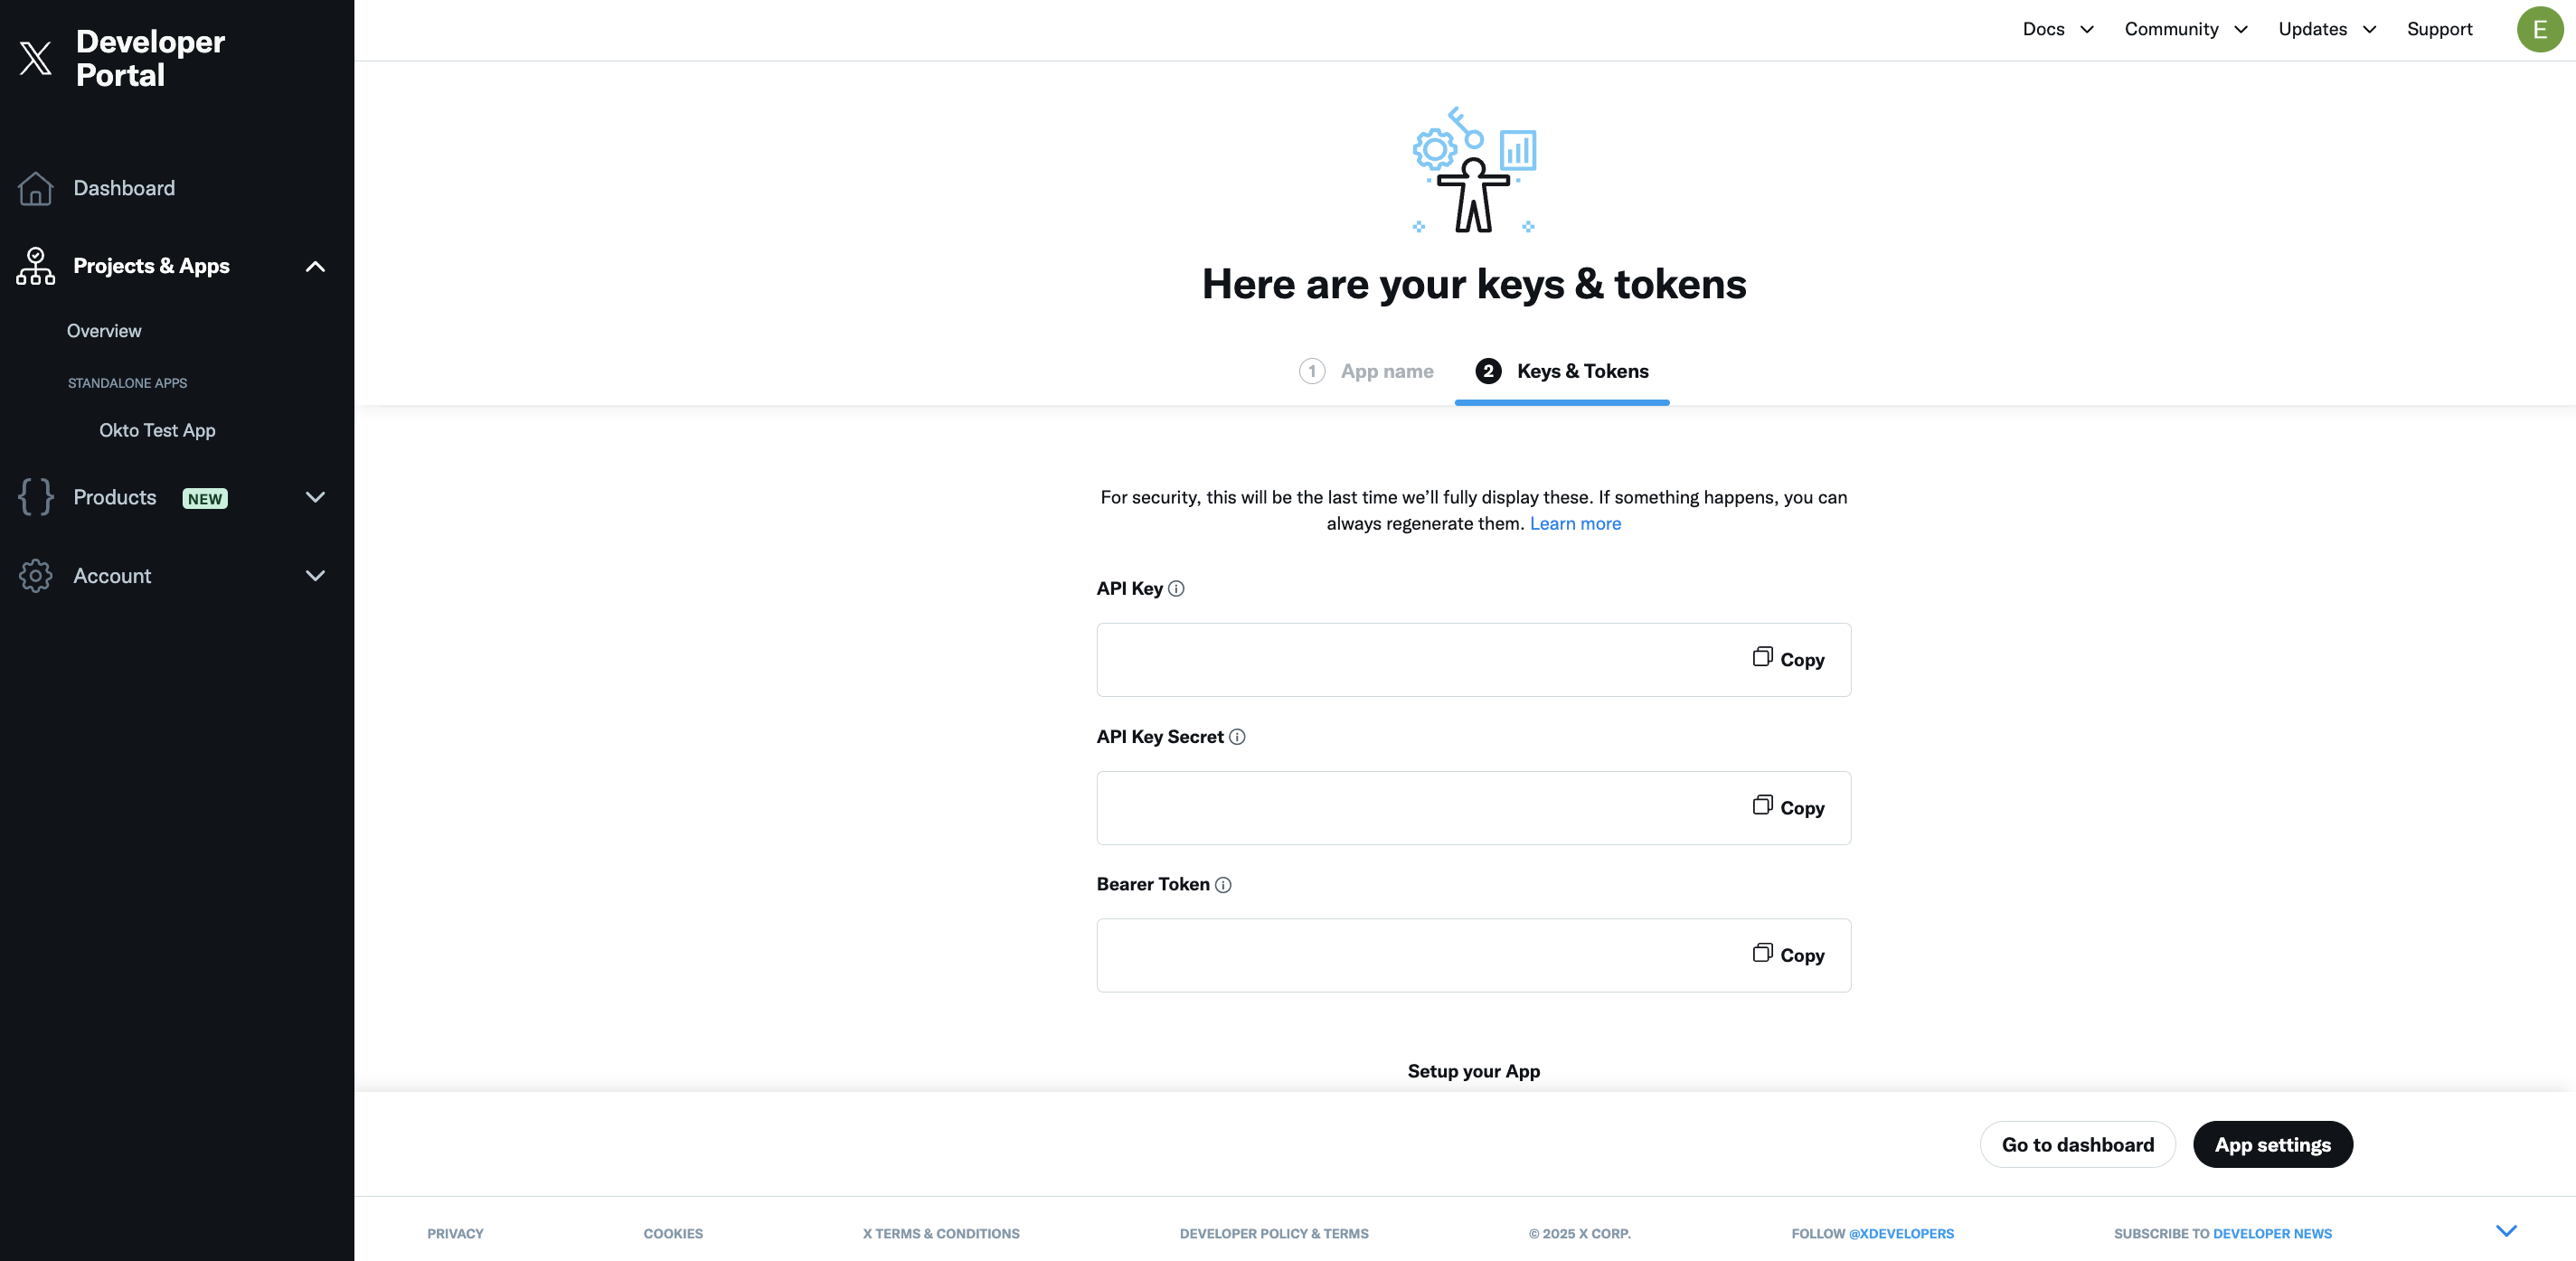 Developer
Portal
Docs
Community
Updates
Support
E
Dashboard
Projects & Apps
Overview
STANDALONE APPS
Okto Test App
Products NEW
Account
Here are your keys & tokens
1 App name
2 Keys & Tokens
For security, this will be the last time we’ll fully display these. If something happens, you can
always regenerate them. Learn more
API Key
Copy
API Key Secret
Copy
Bearer Token
Copy
Setup your App
Go to dashboard
App settings
PRIVACY
COOKIES
X TERMS & CONDITIONS
DEVELOPER POLICY & TERMS
© 2025 X CORP.
FOLLOW @XDEVELOPERS
SUBSCRIBE TO DEVELOPER NEWS